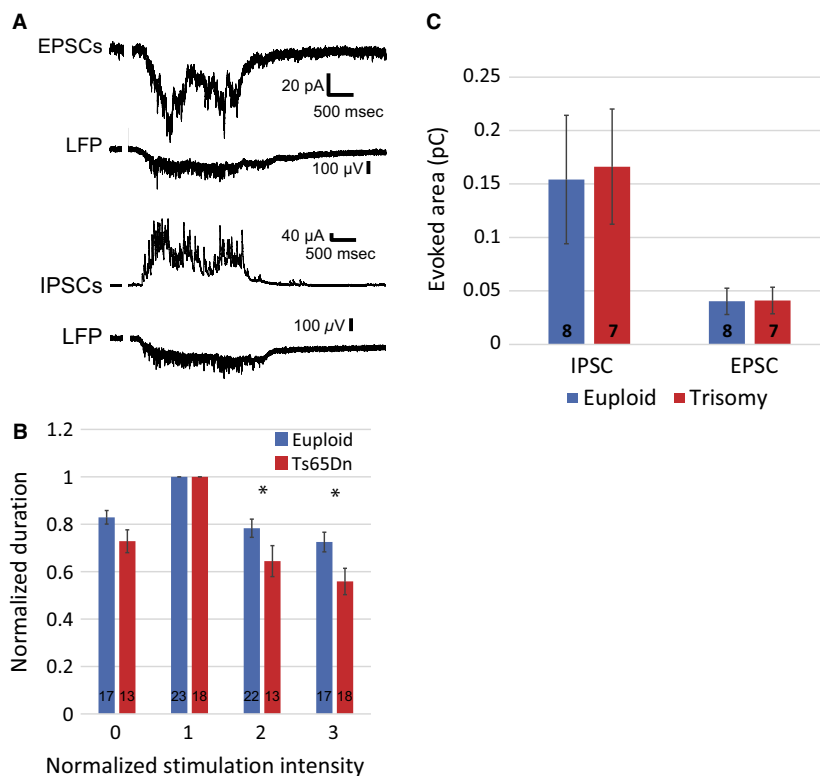 A
EPSCs
20 pA
500 msec
LFP
100 µV
40 µA
500 msec
IPSCs
100 µV
LFP
B
1.2
1
0.8
0.6
0.4
0.2
0
Normalized duration
Euploid
Ts65Dn
*
*
17 13 23 18 22 13 17 18
0 1 2 3
Normalized stimulation intensity
C
0.25
0.2
0.15
0.1
0.05
0
Evoked area (pC)
8 7 8 7
IPSC EPSC
Euploid Trisomy